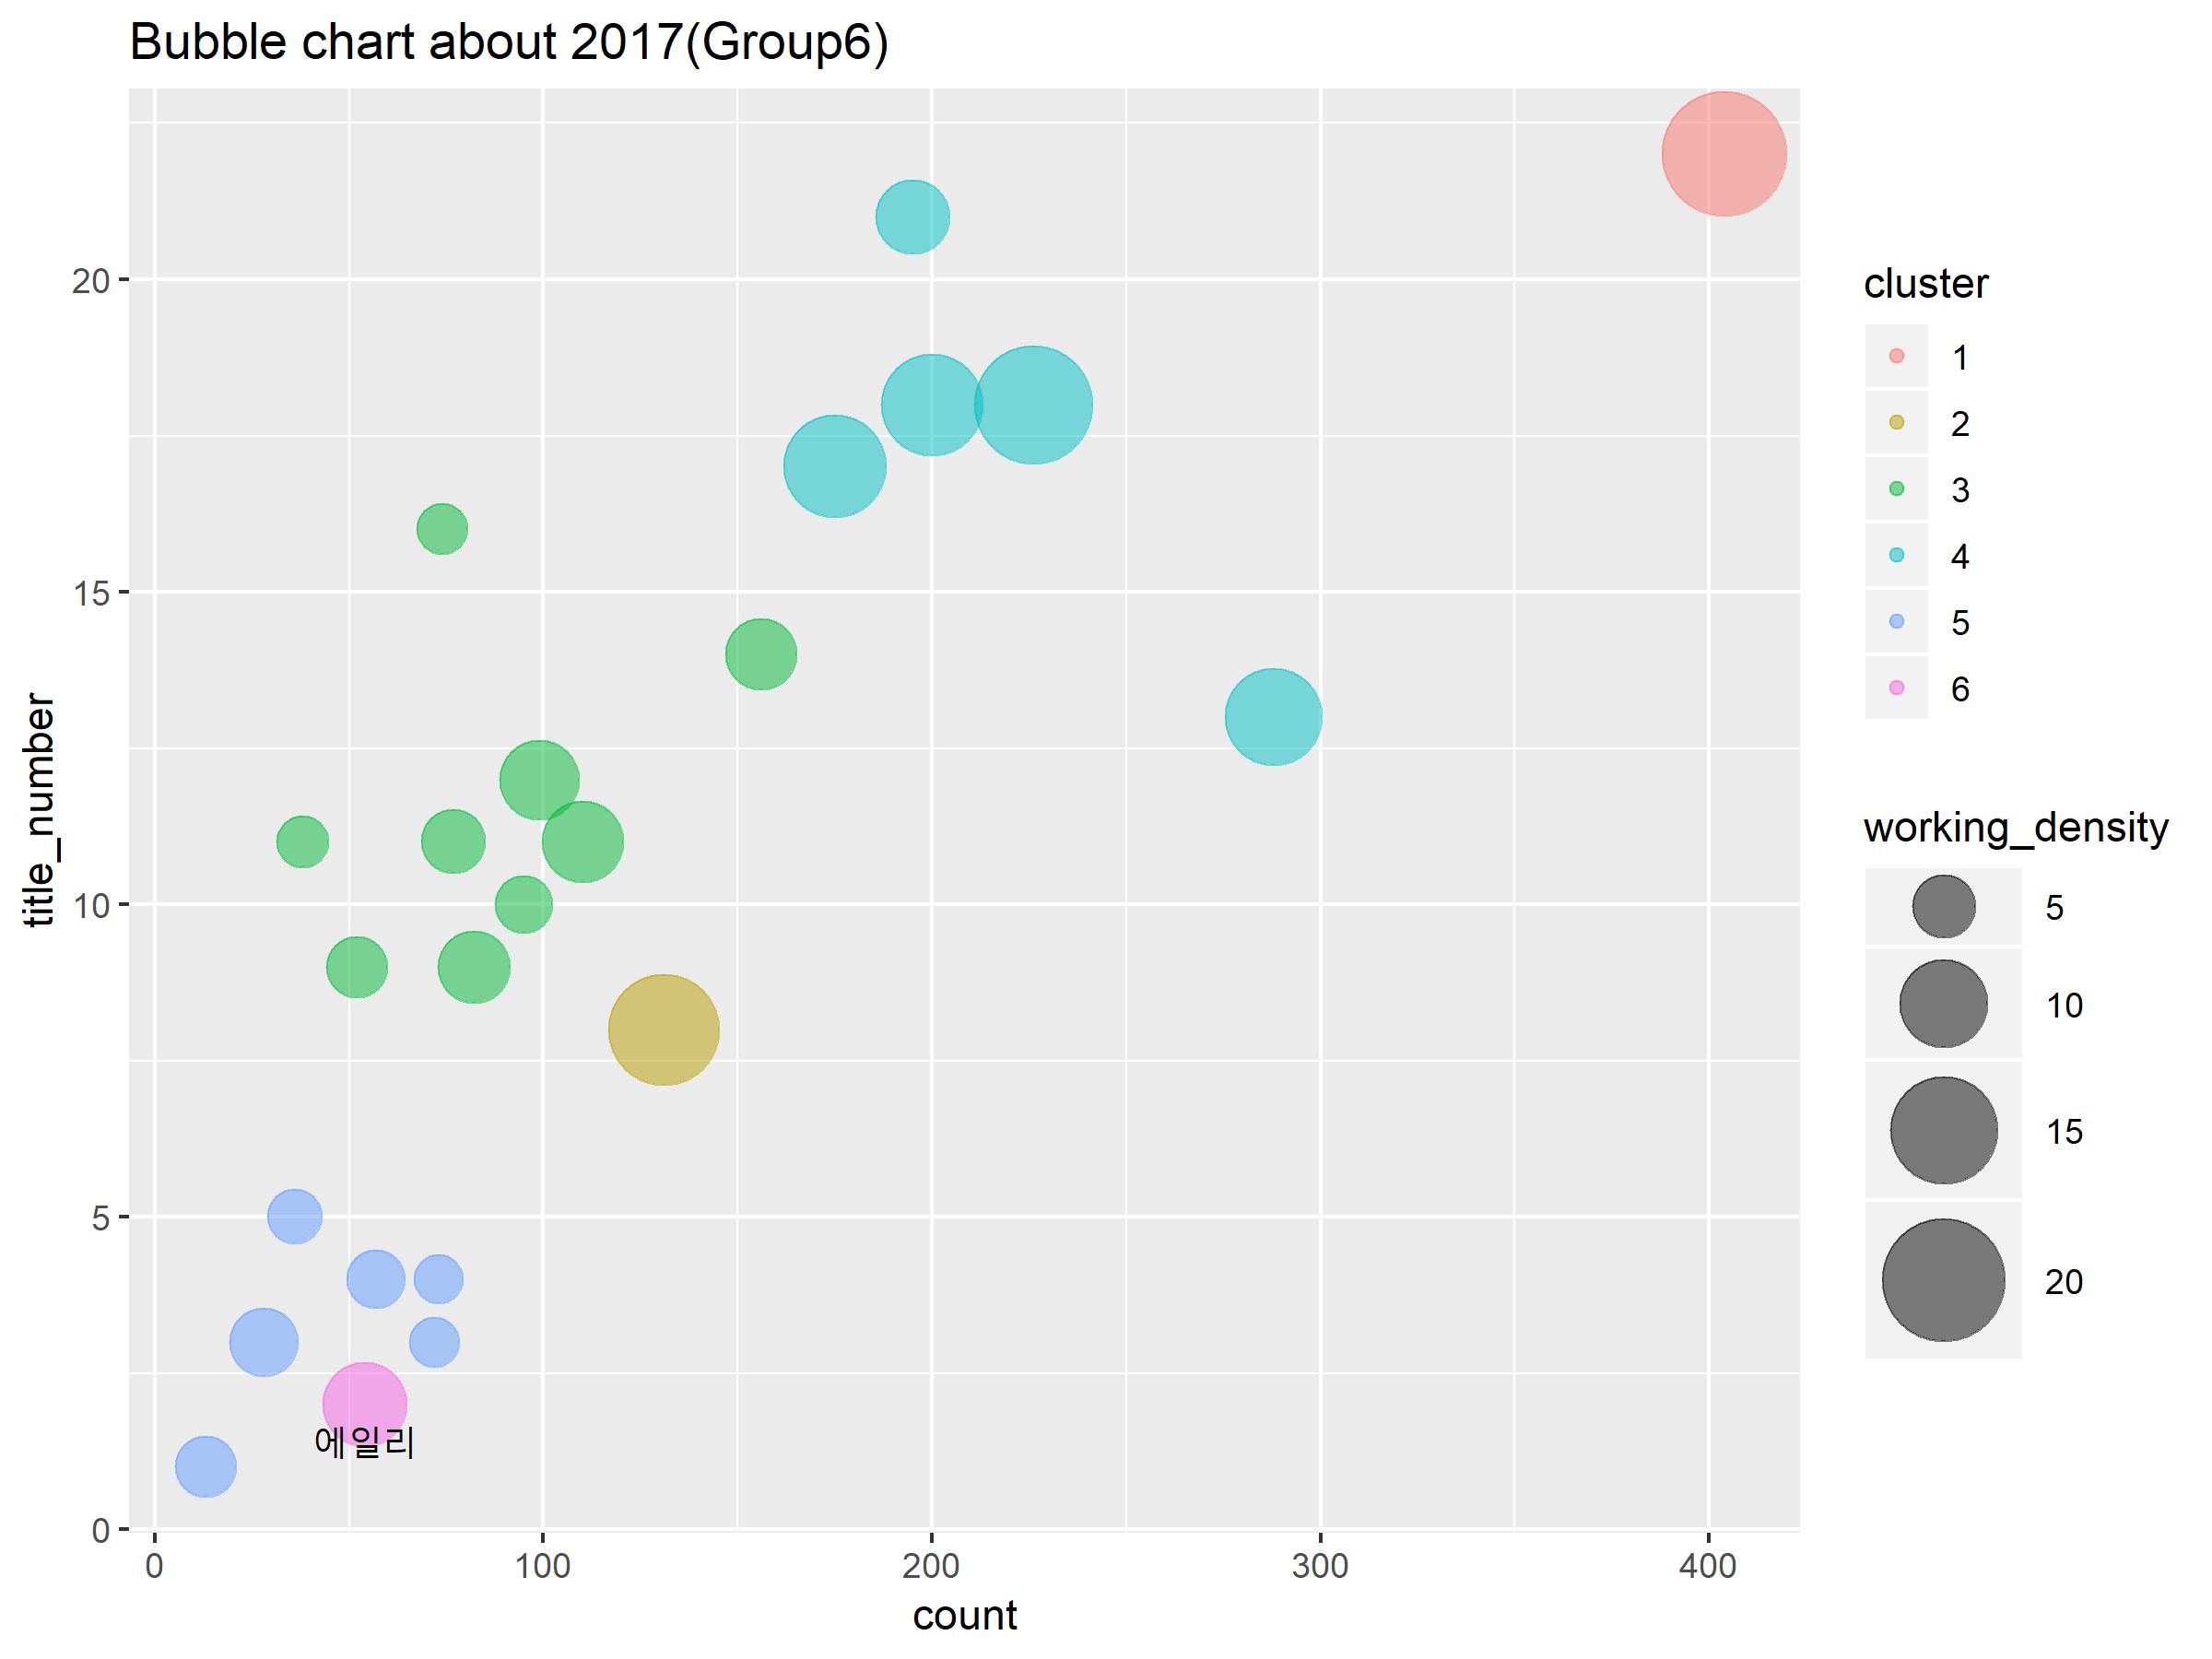 Bubble chart about 2017(Group6)
title_number
20
15
10
5
0
에일리
0 100 200 300 400
count
cluster
1
2
3
4
5
6
working_density
5
10
15
20